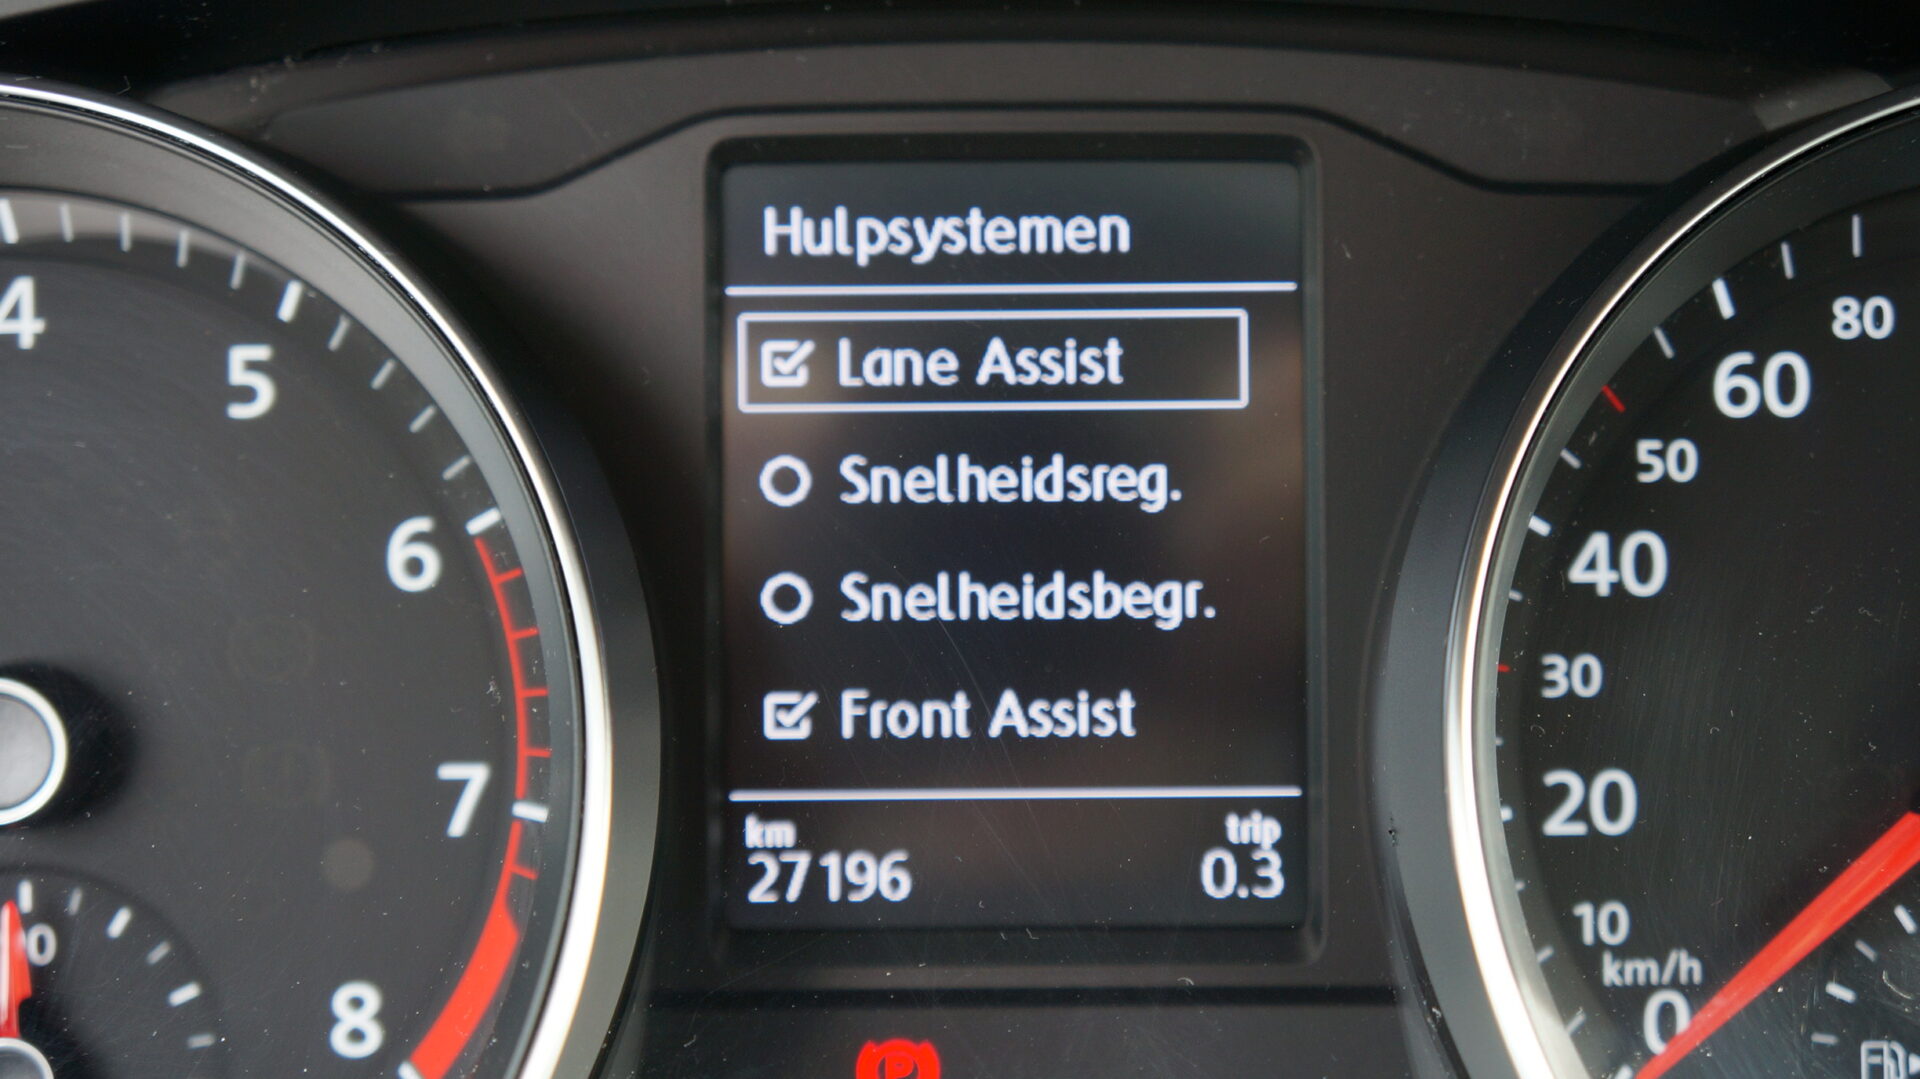 Hulpsystemen
Lane Assist
Snelheidsreg.
Snelheidsbegr.
Front Assist
km
trip
27196
0.3
4
5
6
7
8
80
60
50
40
30
20
10
km/h
0
P